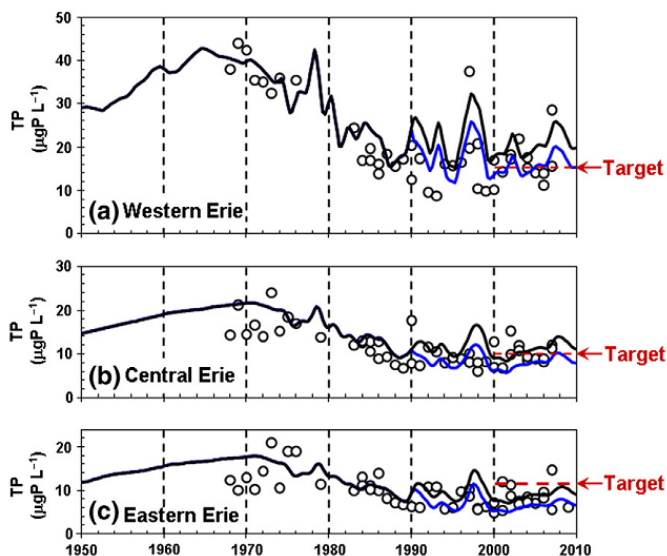 50
40
30
20
10
0
TP
(µgP L⁻¹)
(a) Western Erie
Target
30
20
10
0
TP
(µgP L⁻¹)
(b) Central Erie
Target
20
10
0
TP
(µgP L⁻¹)
(c) Eastern Erie
Target
1950 1960 1970 1980 1990 2000 2010